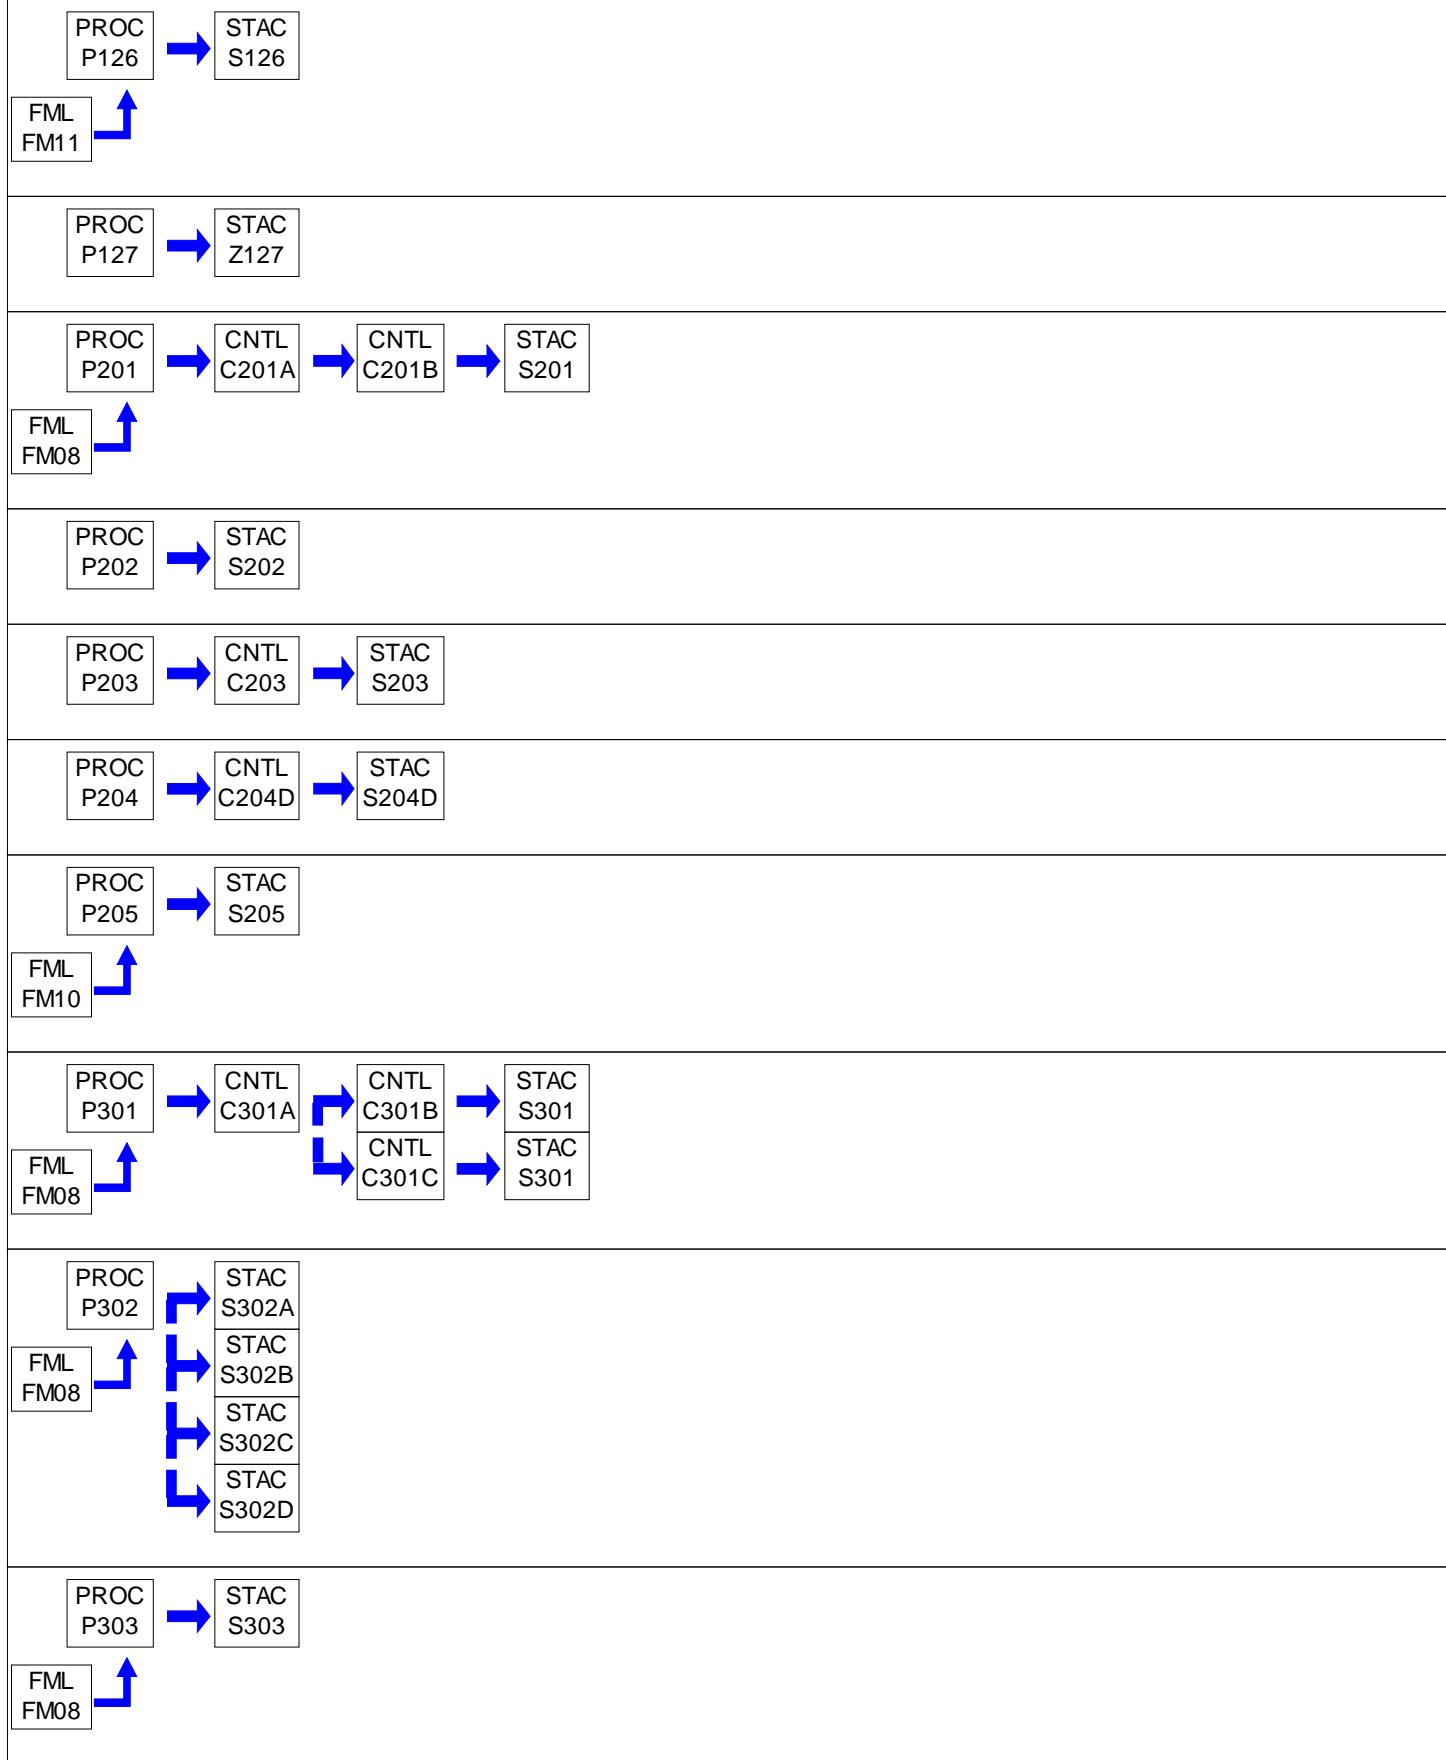 PROC
P126
STAC
S126
FML
FM11
PROC
P127
STAC
Z127
PROC
P201
CNTL
C201A
CNTL
C201B
STAC
S201
FML
FM08
PROC
P202
STAC
S202
PROC
P203
CNTL
C203
STAC
S203
PROC
P204
CNTL
C204D
STAC
S204D
PROC
P205
STAC
S205
FML
FM10
PROC
P301
CNTL
C301A
CNTL
C301B
STAC
S301
CNTL
C301C
STAC
S301
FML
FM08
PROC
P302
STAC
S302A
STAC
S302B
FML
FM08
STAC
S302C
STAC
S302D
PROC
P303
STAC
S303
FML
FM08